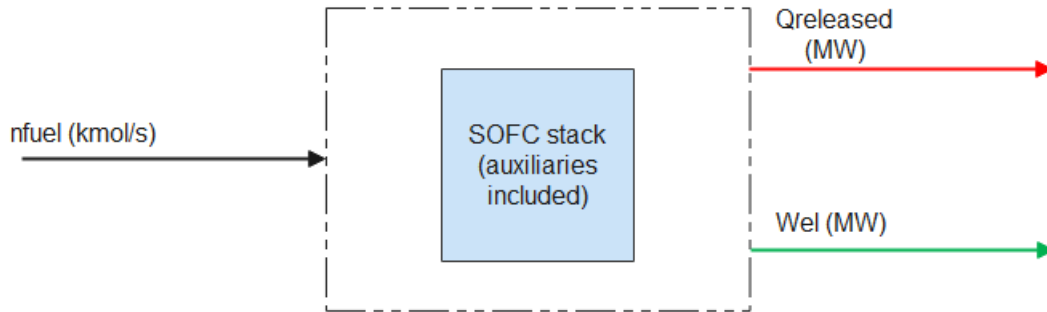 Qreleased
(MW)
nfuel (kmol/s)
SOFC stack
(auxiliaries
included)
Wel (MW)